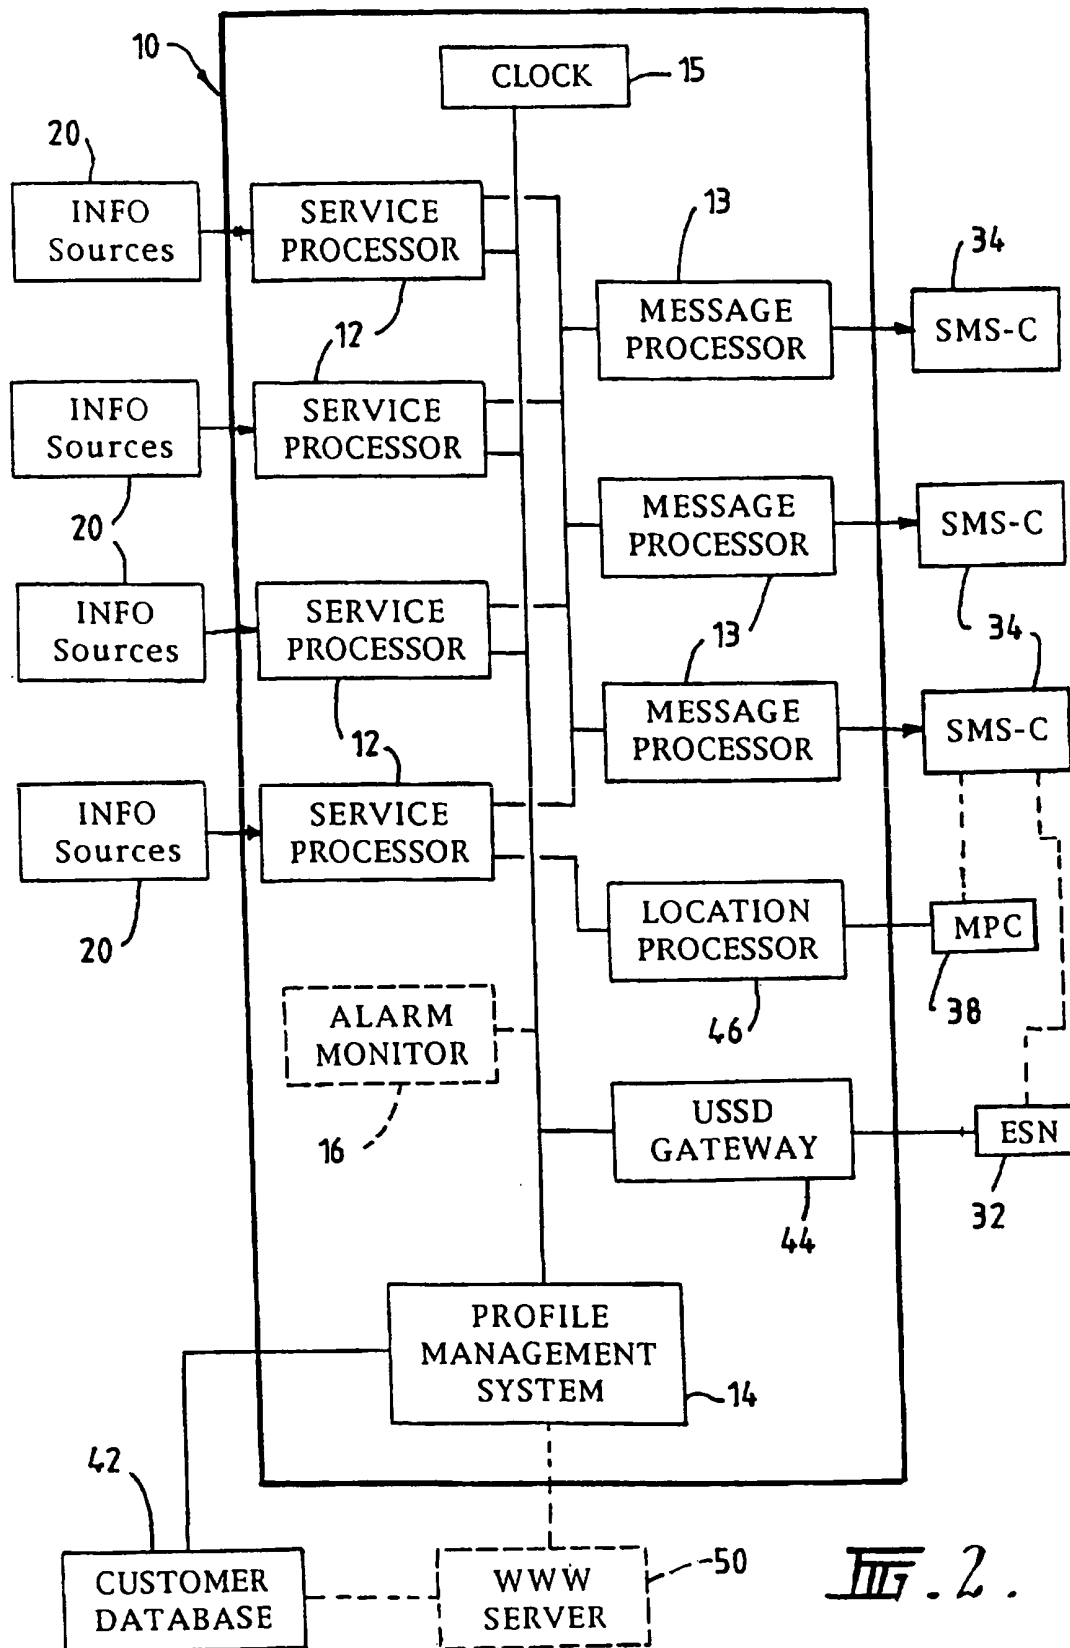 10
CLOCK
15
20
INFO
Sources
SERVICE
PROCESSOR
13
34
12
MESSAGE
PROCESSOR
SMS-C
INFO
Sources
SERVICE
PROCESSOR
20
MESSAGE
PROCESSOR
SMS-C
INFO
Sources
SERVICE
PROCESSOR
13
34
12
MESSAGE
PROCESSOR
SMS-C
INFO
Sources
SERVICE
PROCESSOR
20
LOCATION
PROCESSOR
MPC
46
38
ALARM
MONITOR
16
USSD
GATEWAY
ESN
44
32
PROFILE
MANAGEMENT
SYSTEM
14
42
CUSTOMER
DATABASE
WWW
SERVER
50
FIG. 2.